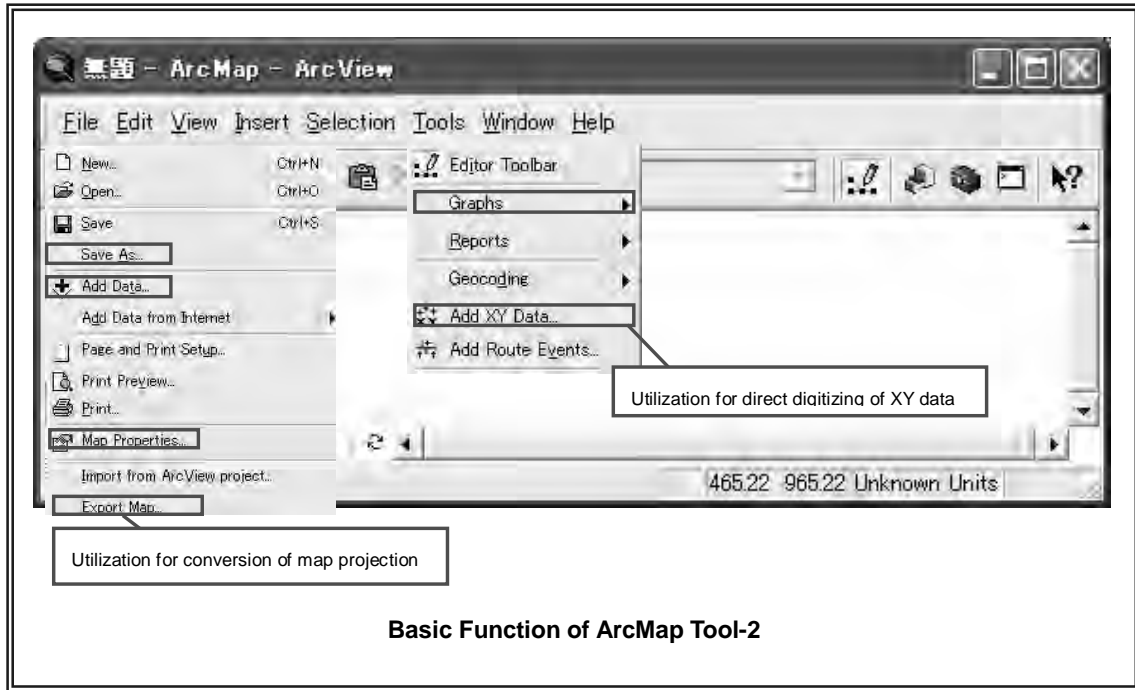 無題 - ArcMap - ArcView
File Edit View Insert Selection Tools Window Help
New... Ctrl+N
Open... Ctrl+O
Save Ctrl+S
Save As...
Add Data...
Add Data from Internet
Page and Print Setup...
Print Preview...
Print...
Map Properties...
Import from ArcView project...
Export Map...
Editor Toolbar
Graphs
Reports
Geocoding
Add XY Data...
Add Route Events...
Utilization for direct digitizing of XY data
465.22 965.22 Unknown Units
Utilization for conversion of map projection
Basic Function of ArcMap Tool-2